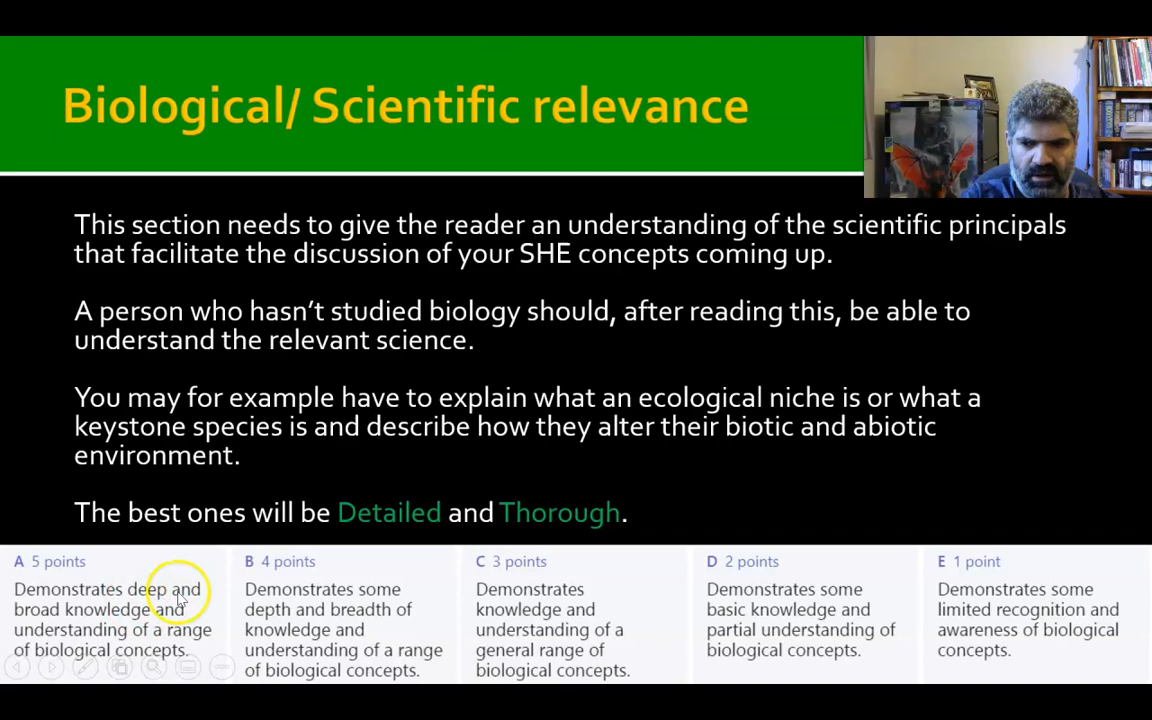 Biological/ Scientific relevance
This section needs to give the reader an understanding of the scientific principals
that facilitate the discussion of your SHE concepts coming up.
A person who hasn't studied biology should, after reading this, be able to
understand the relevant science.
You may for example have to explain what an ecological niche is or what a
keystone species is and describe how they alter their biotic and abiotic
environment.
The best ones will be Detailed and Thorough.
A 5 points
Demonstrates deep and
broad knowledge and
understanding of a range
of biological concepts.
B 4 points
Demonstrates some
depth and breadth of
knowledge and
understanding of a range
of biological concepts.
C 3 points
Demonstrates
knowledge and
understanding of a
general range of
biological concepts.
D 2 points
Demonstrates some
basic knowledge and
partial understanding of
biological concepts.
E 1 point
Demonstrates some
limited recognition and
awareness of biological
concepts.